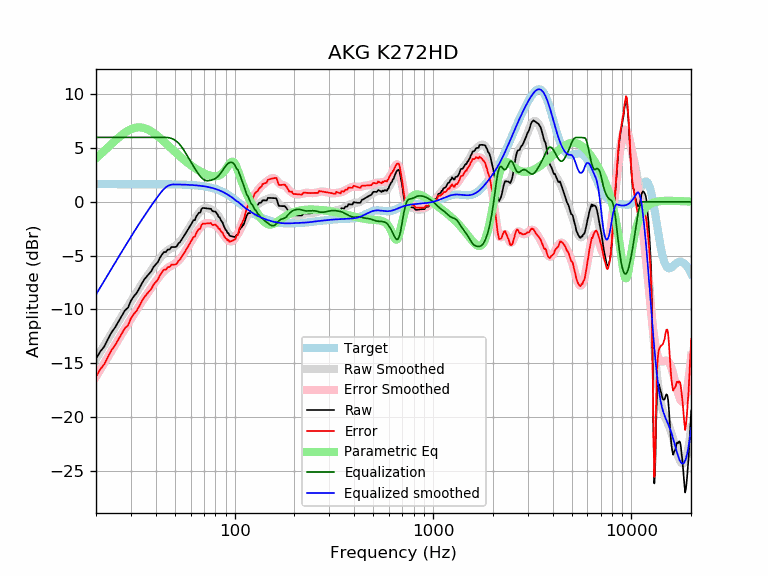 AKG K272HD
10
5
0
−5
−10
−15
−20
−25
Amplitude (dBr)
Target
Raw Smoothed
Error Smoothed
Raw
Error
Parametric Eq
Equalization
Equalized smoothed
100 1000 10000
Frequency (Hz)